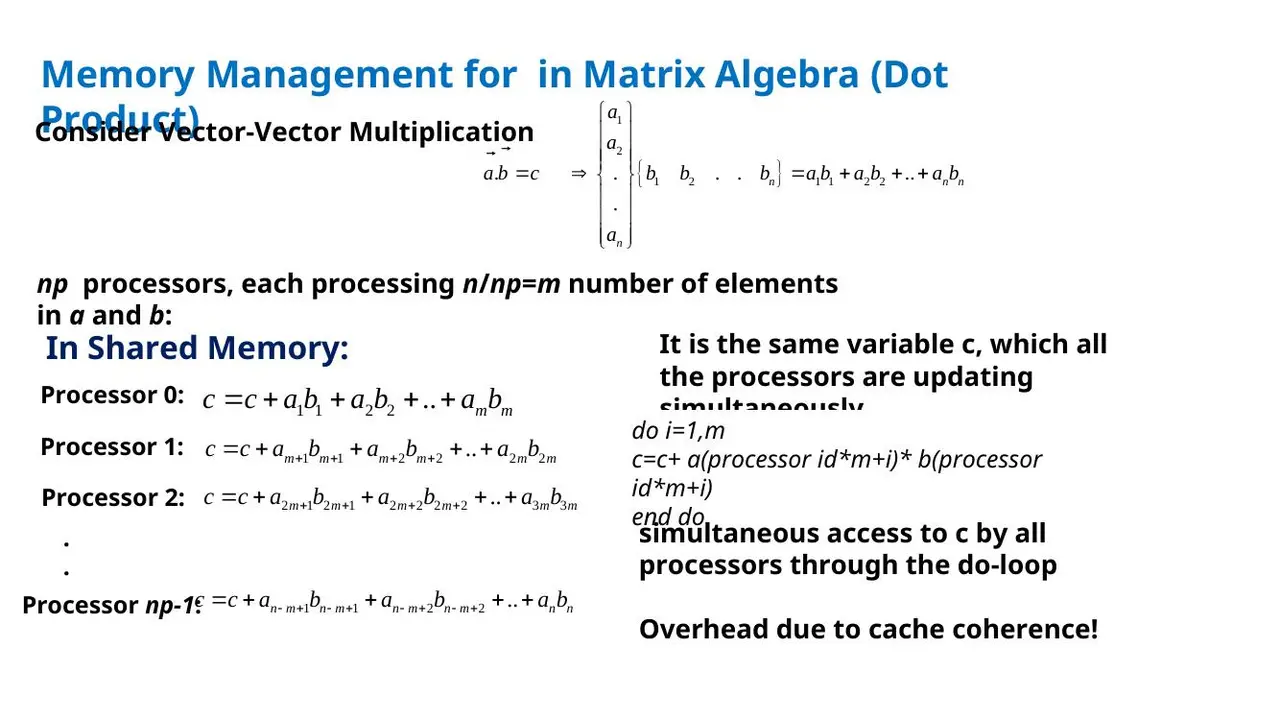 Memory Management for in Matrix Algebra (Dot
Product)
Consider Vector-Vector Multiplication
a⃗.b⃗ = c ⇒ {a₁ a₂ . . aₙ} {b₁ b₂ . . bₙ} = a₁b₁ + a₂b₂ + .. + aₙbₙ
np processors, each processing n/np=m number of elements
in a and b:
In Shared Memory:
Processor 0: c = c + a₁b₁ + a₂b₂ + .. + aₘbₘ
Processor 1: c = c + aₘ₊₁bₘ₊₁ + aₘ₊₂bₘ₊₂ + .. + a₂ₘb₂ₘ
Processor 2: c = c + a₂ₘ₊₁b₂ₘ₊₁ + a₂ₘ₊₂b₂ₘ₊₂ + .. + a₃ₘb₃ₘ
.
.
Processor np-1: c = c + aₙ₋ₘ₊₁bₙ₋ₘ₊₁ + aₙ₋ₘ₊₂bₙ₋ₘ₊₂ + .. + aₙbₙ
It is the same variable c, which all
the processors are updating
simultaneously
do i=1,m
c=c+ a(processor id*m+i)* b(processor
id*m+i)
end do
simultaneous access to c by all
processors through the do-loop
Overhead due to cache coherence!